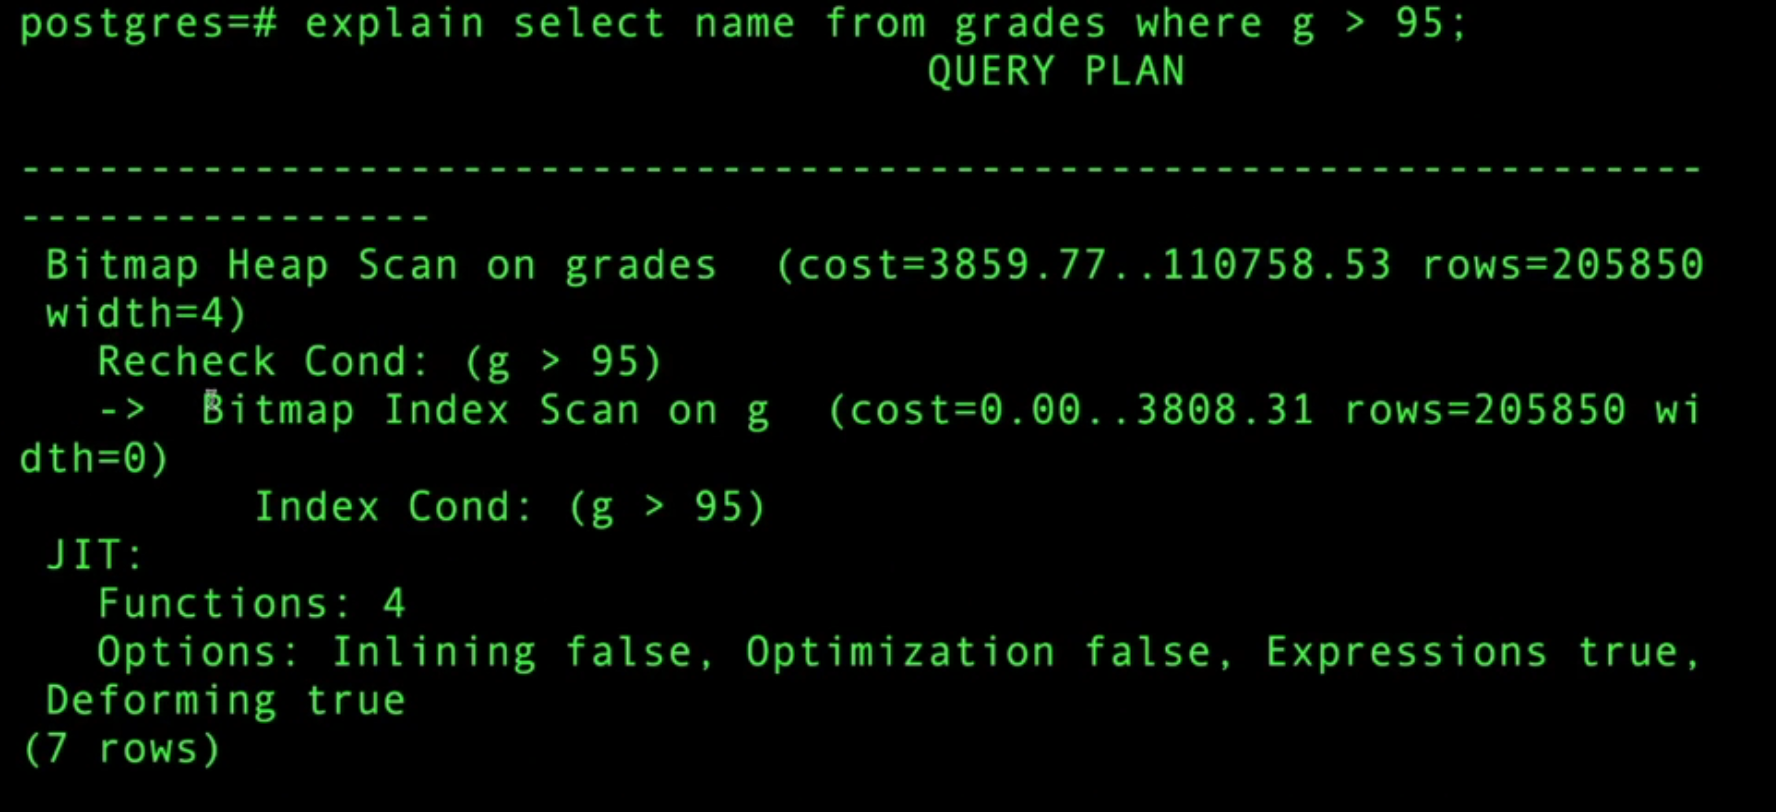 postgres=# explain select name from grades where g > 95;
QUERY PLAN
-----------------------------------------------------------------
----------------
Bitmap Heap Scan on grades  (cost=3859.77..110758.53 rows=205850
width=4)
Recheck Cond: (g > 95)
->  Bitmap Index Scan on g  (cost=0.00..3808.31 rows=205850 wi
dth=0)
Index Cond: (g > 95)
JIT:
Functions: 4
Options: Inlining false, Optimization false, Expressions true,
Deforming true
(7 rows)